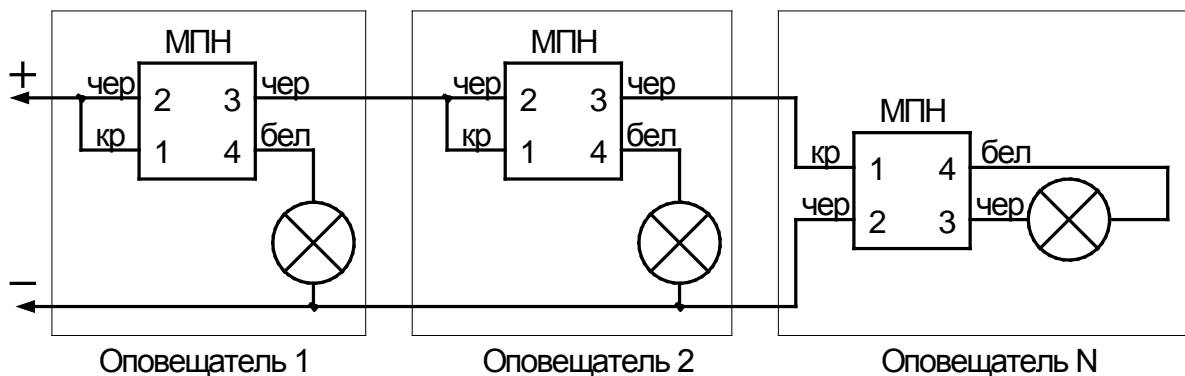 МПН
+ чер 2 3 чер
кр 1 4 бел
МПН
чер 2 3 чер
кр 1 4 бел
МПН
кр 1 4 бел
чер 2 3 чер
−
Оповещатель 1
Оповещатель 2
Оповещатель N